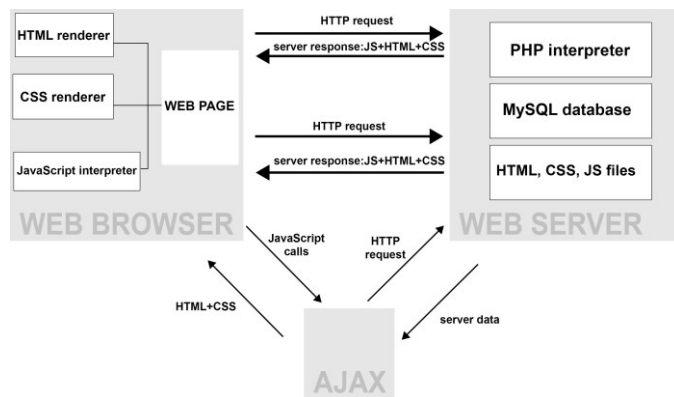 HTML renderer
CSS renderer
JavaScript interpreter
WEB PAGE
WEB BROWSER
HTTP request
server response:JS+HTML+CSS
HTTP request
server response:JS+HTML+CSS
PHP interpreter
MySQL database
HTML, CSS, JS files
WEB SERVER
JavaScript
calls
HTTP
request
HTML+CSS
server data
AJAX